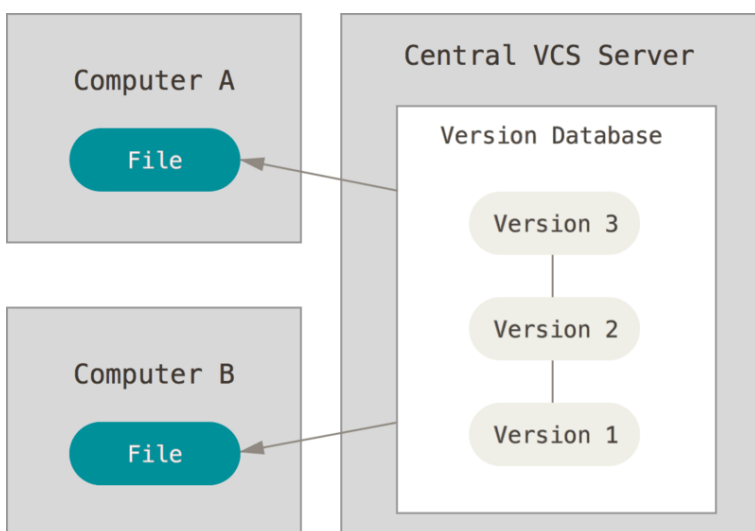 Computer A
File
Central VCS Server
Version Database
Version 3
Version 2
Version 1
Computer B
File